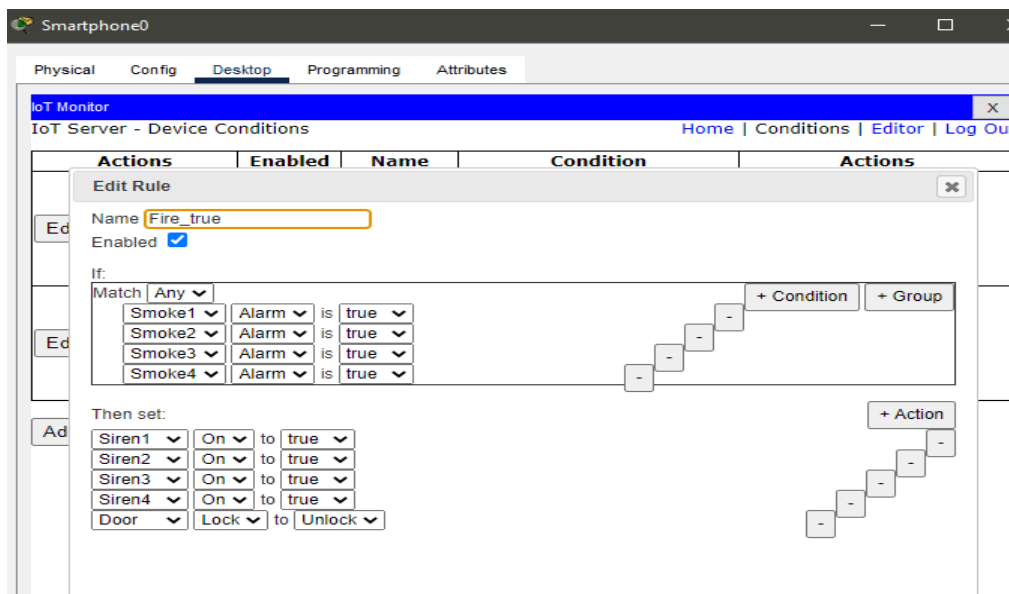 Smartphone0
Physical Config Desktop Programming Attributes
IoT Monitor X
IoT Server - Device Conditions Home | Conditions | Editor | Log Ou
Actions Enabled Name Condition Actions
Edit Rule
Name Fire_true
Ed
Enabled
If:
Match Any + Condition + Group
Smoke1 Alarm is true -
Smoke2 Alarm is true -
Ed
Smoke3 Alarm is true -
Smoke4 Alarm is true -
Then set: + Action
Ad
Siren1 On to true -
Siren2 On to true -
Siren3 On to true -
Siren4 On to true -
Door Lock to Unlock -